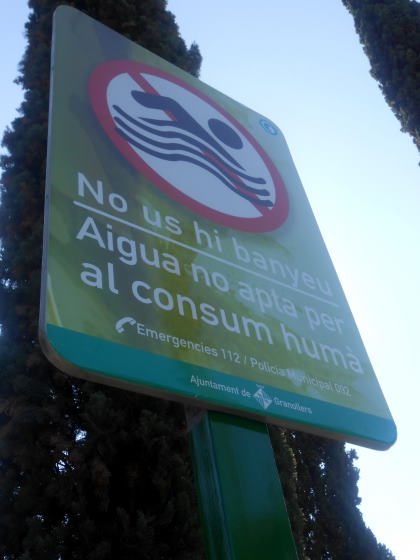 No us hi banyeu
Aigua no apta per
al consum humà
Emergències 112 / Policia Municipal 092
Ajuntament de Granollers